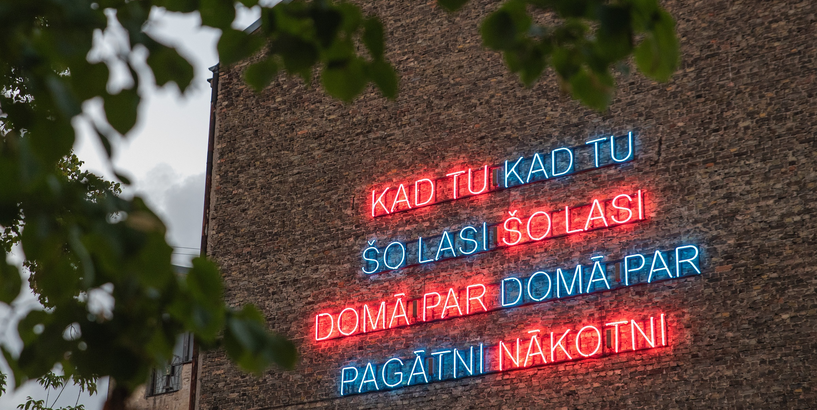 KAD TU KAD TU
ŠO LASI ŠO LASI
DOMĀ PAR DOMĀ PAR
PAGĀTNI NĀKOTNI